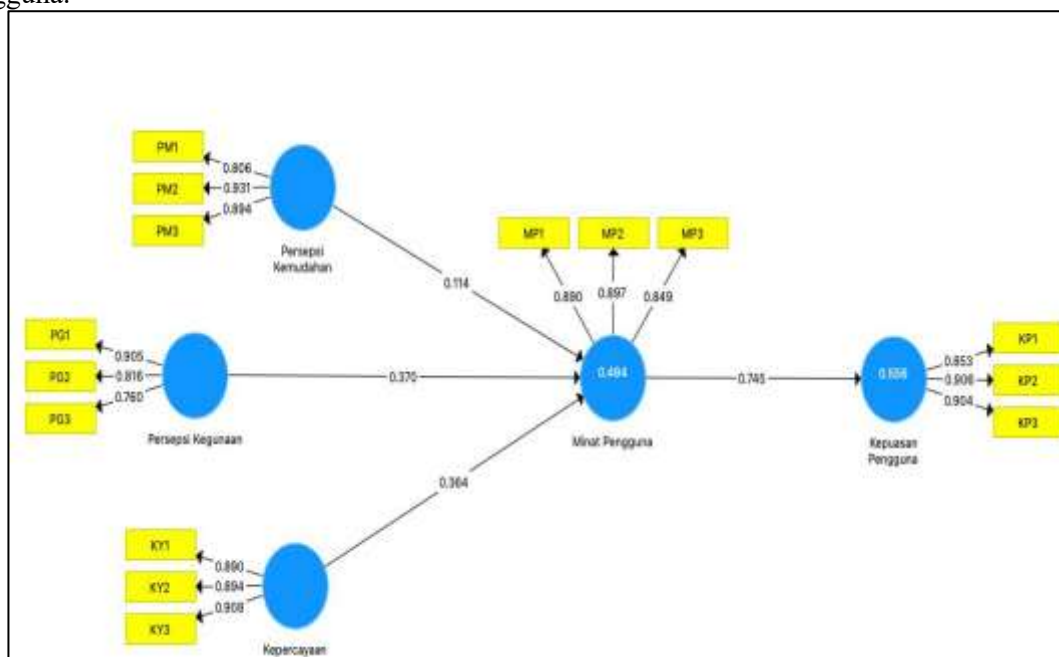 gguna.
PM1
0.806
PM2
0.931
PM3
0.894
Persepsi
Kemudahan
0.114
MP1
MP2
MP3
0.890
0.897
0.849
PG1
0.905
PG2
0.816
PG3
0.760
Persepsi Kegunaan
0.370
0.494
Minat Pengguna
0.745
Kepuasan
Pengguna
KP1
0.853
KP2
0.906
KP3
0.904
0.364
KY1
0.890
KY2
0.894
KY3
0.908
Kepercayaan